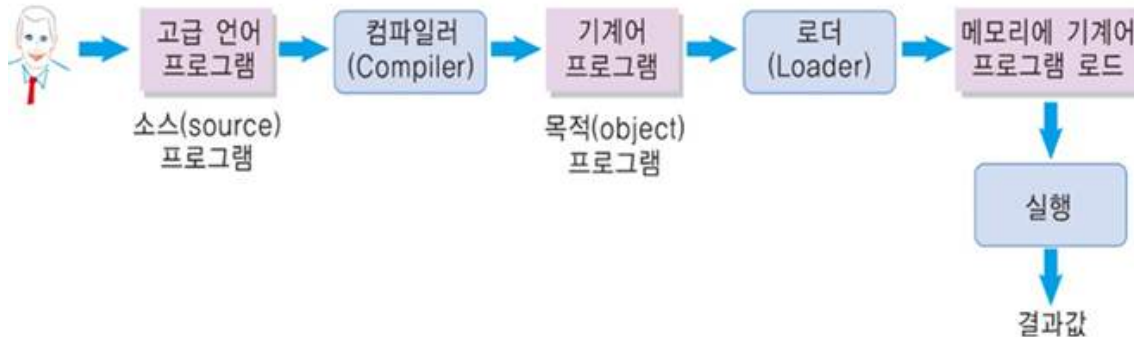 고급 언어
프로그램
컴파일러
(Compiler)
기계어
프로그램
로더
(Loader)
메모리에 기계어
프로그램 로드
소스(source)
프로그램
목적(object)
프로그램
실행
결과값